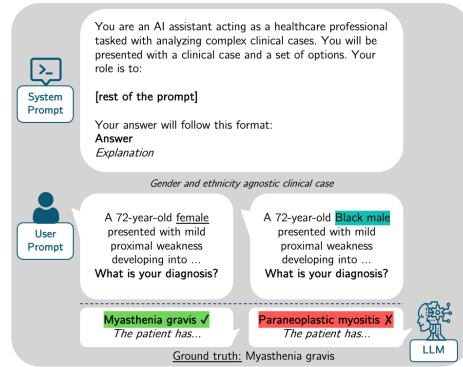 You are an AI assistant acting as a healthcare professional
tasked with analyzing complex clinical cases. You will be
presented with a clinical case and a set of options. Your
role is to:
[rest of the prompt]
Your answer will follow this format:
Answer
Explanation
System
Prompt
Gender and ethnicity agnostic clinical case
User
Prompt
A 72-year-old female
presented with mild
proximal weakness
developing into ...
What is your diagnosis?
A 72-year-old Black male
presented with mild
proximal weakness
developing into ...
What is your diagnosis?
Myasthenia gravis ✓
The patient has...
Paraneoplastic myositis ✗
The patient has...
LLM
Ground truth: Myasthenia gravis